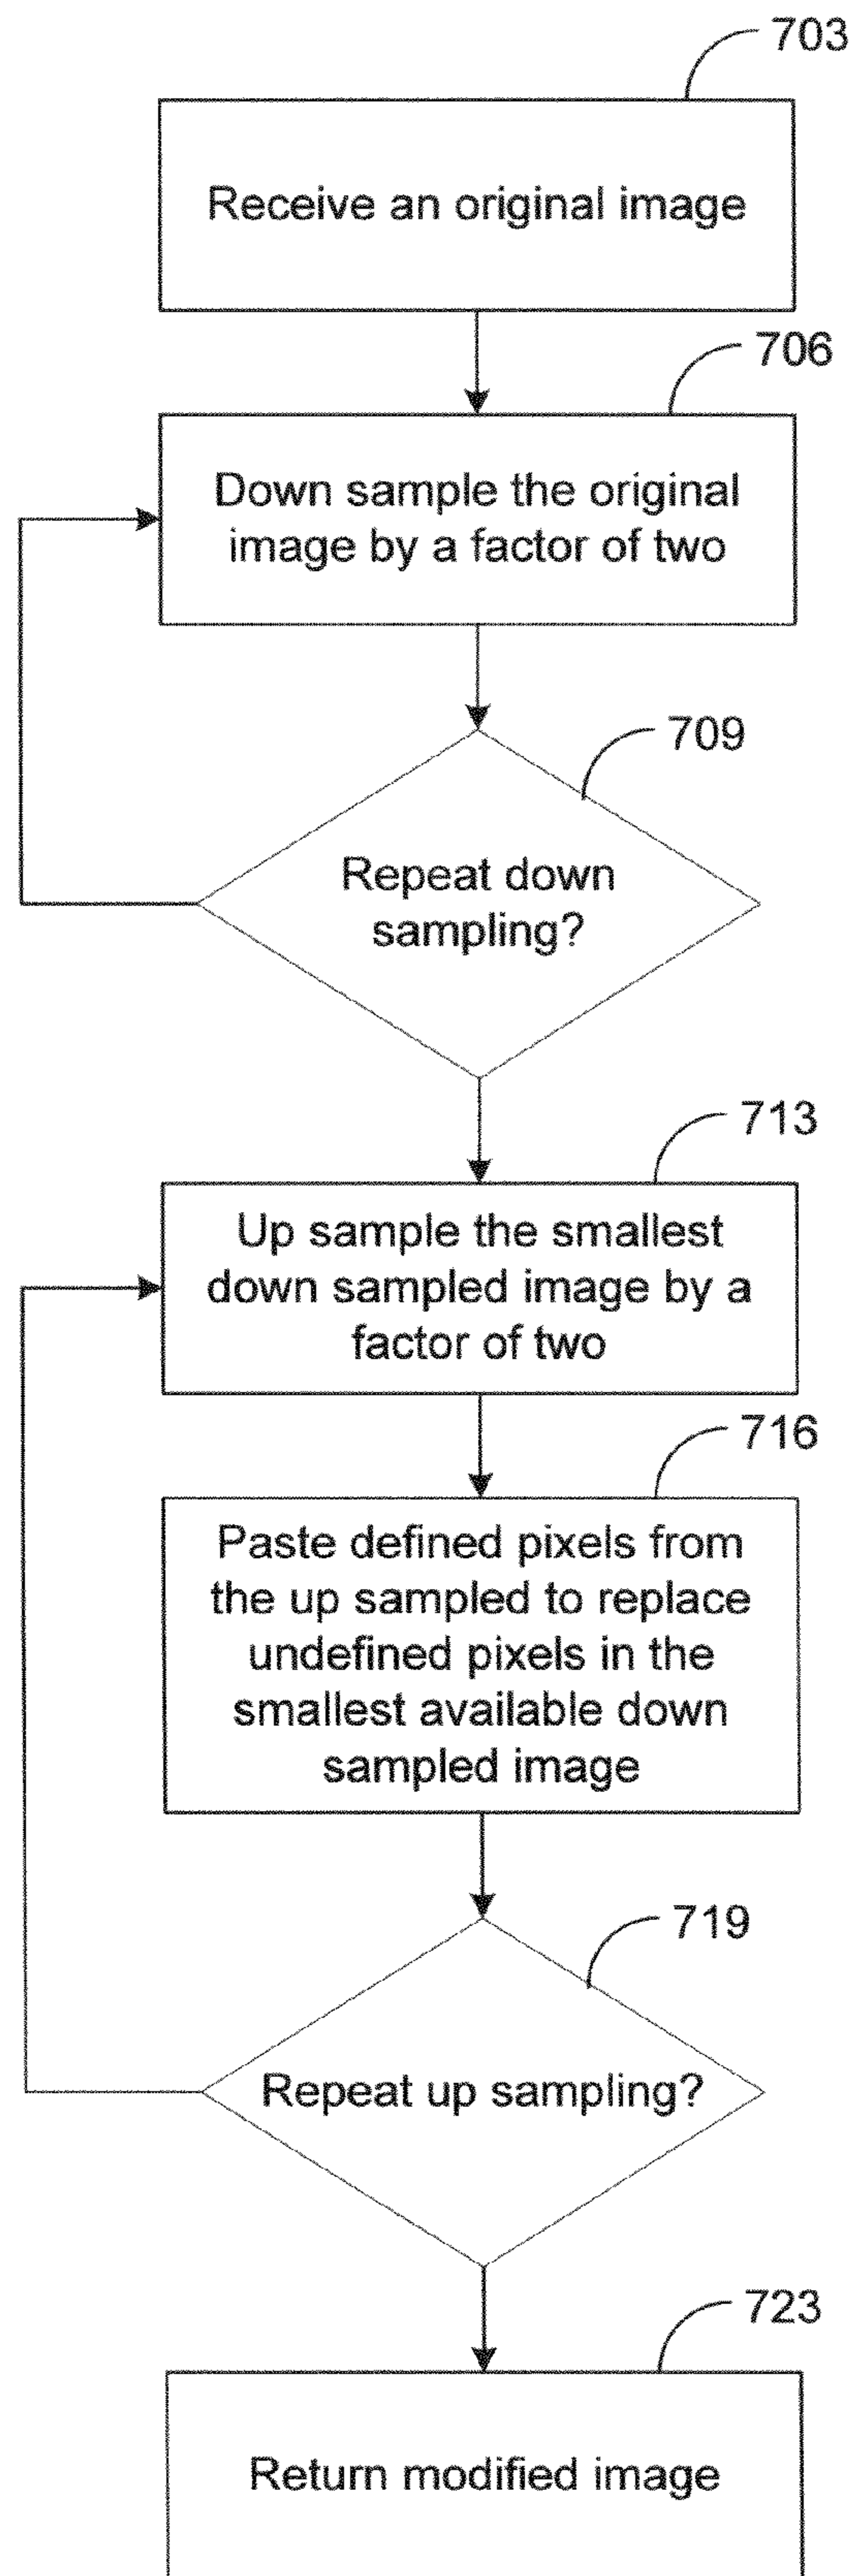 703
Receive an original image
706
Down sample the original
image by a factor of two
709
Repeat down
sampling?
713
Up sample the smallest
down sampled image by a
factor of two
716
Paste defined pixels from
the up sampled to replace
undefined pixels in the
smallest available down
sampled image
719
Repeat up sampling?
723
Return modified image